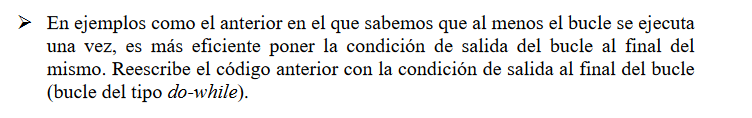 ➢ En ejemplos como el anterior en el que sabemos que al menos el bucle se ejecuta
una vez, es más eficiente poner la condición de salida del bucle al final del
mismo. Reescribe el código anterior con la condición de salida al final del bucle
(bucle del tipo do-while).